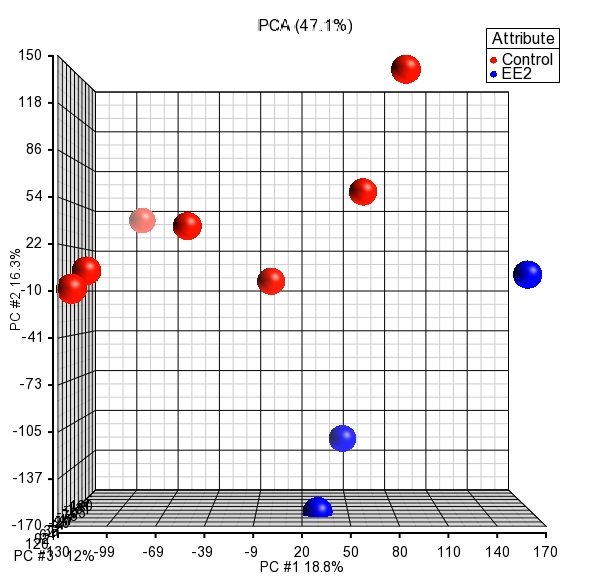 PCA (47.1%)
Attribute
Control
EE2
150
118
86
54
22
-10
-41
-73
-105
-137
-170
PC #2 16.3%
PC #3 12%
-130 -99 -69 -39 -9 20 50 80 110 140 170
PC #1 18.8%